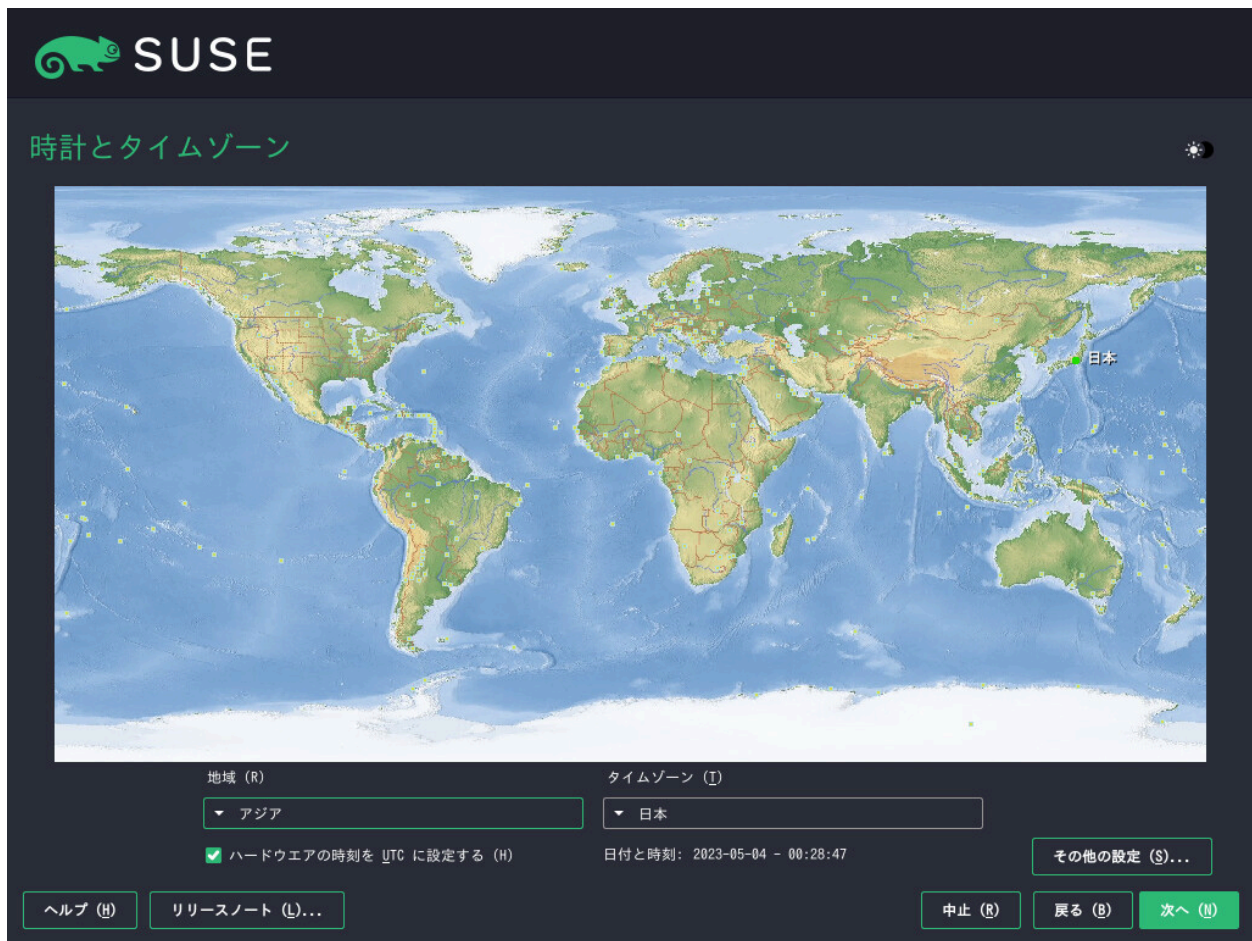 SUSE
時計とタイムゾーン
日本
地域 (R)
タイムゾーン (T)
アジア
日本
ハードウエアの時刻を UTC に設定する (H)
日付と時刻: 2023-05-04 - 00:28:47
その他の設定 (S)...
ヘルプ (H)
リリースノート (L)...
中止 (R)
戻る (B)
次へ (N)